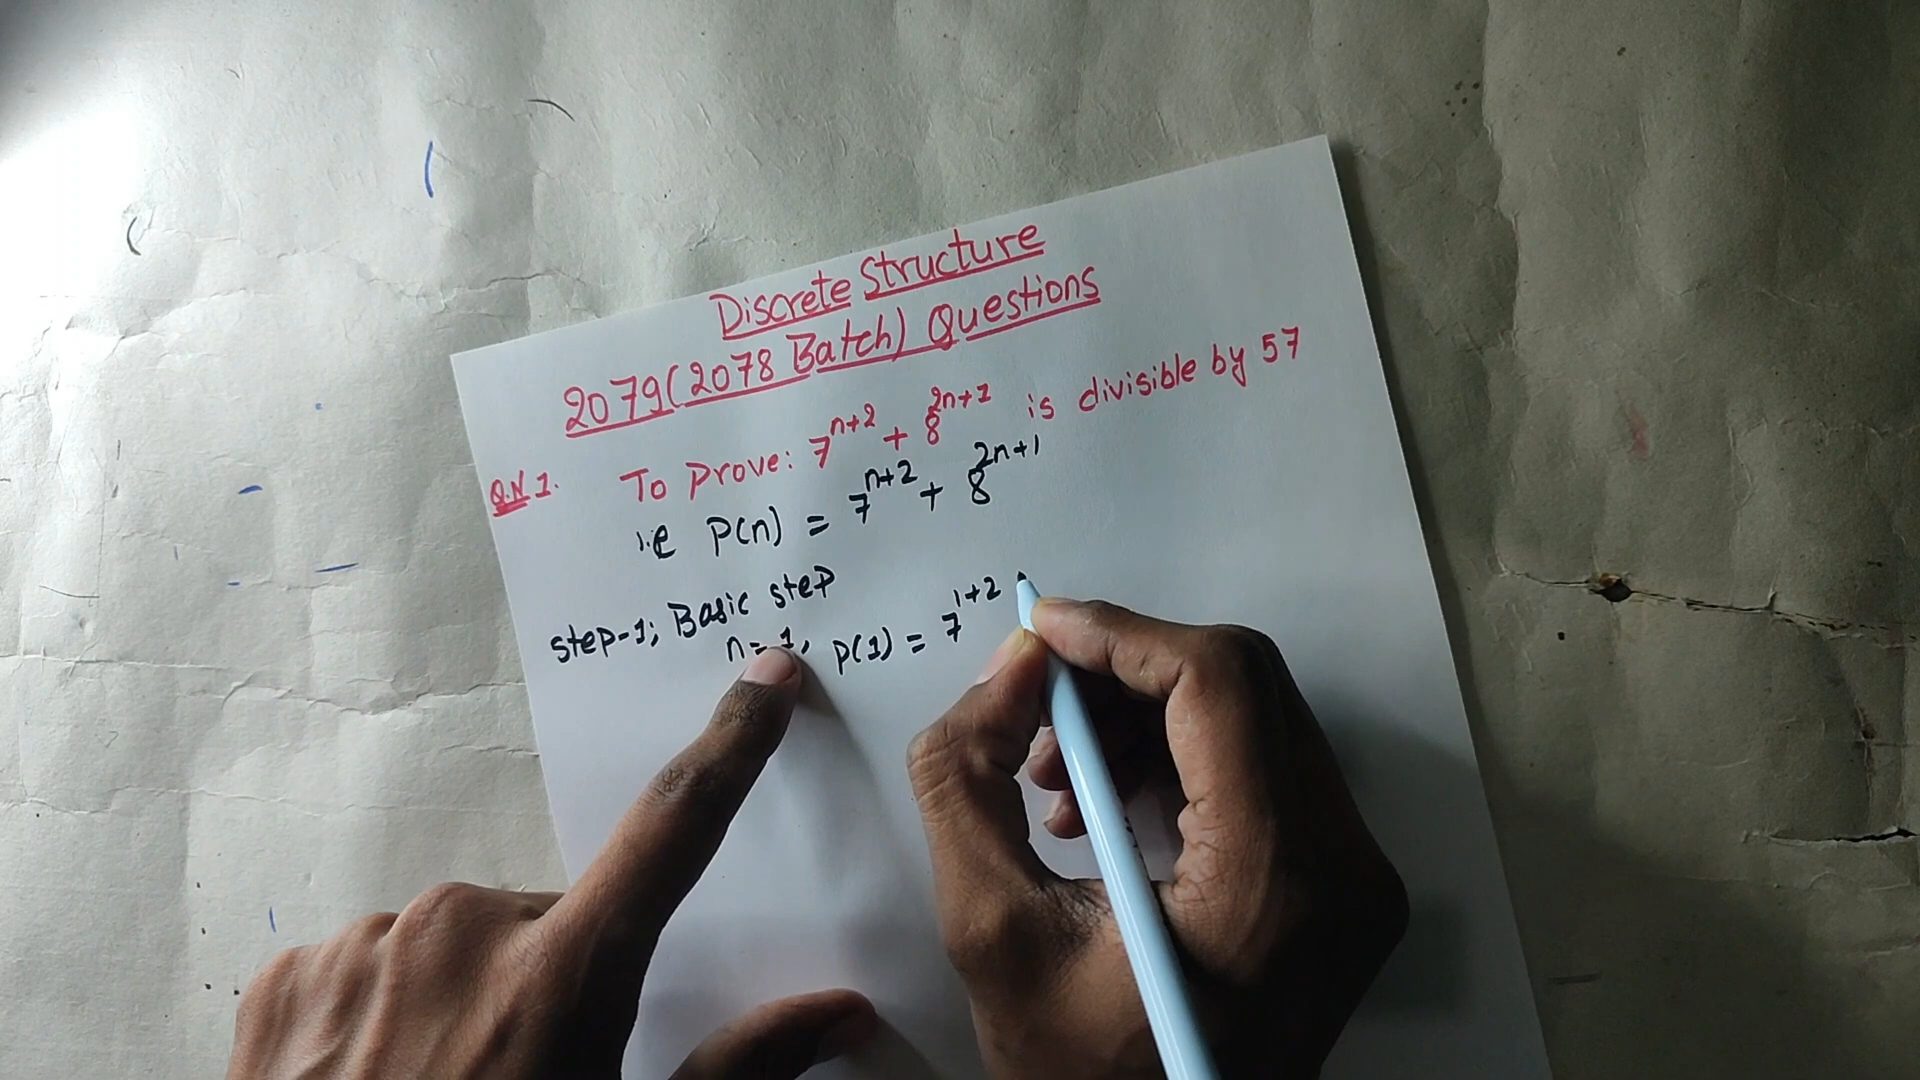 Discrete Structure
2079(2078 Batch) Questions
Q.N 1. To prove: 7^{n+2} + 8^{2n+1} is divisible by 57
i.e P(n) = 7^{n+2} + 8^{2n+1}
step-1; Basic step
n=1, p(1) = 7^{1+2}